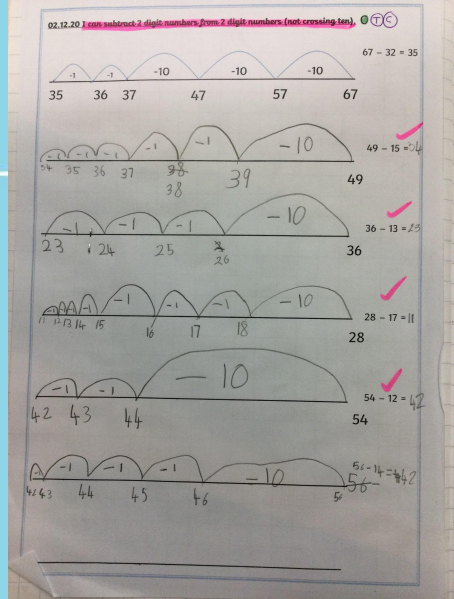 02.12.20 I can subtract 2 digit numbers from 2 digit numbers (not crossing ten). T C
67 – 32 = 35
-1 -1 -10 -10 -10
35 36 37 47 57 67
49 – 15 = 34
-1 -1 -1 -1 -1 -10
34 35 36 37 38 39 49
38
36 – 13 = 23
-1 -1 -1 -10
23 24 25 26 36
28 – 17 = 11
-1 -1 -1 -10
11 12 13 14 15 16 17 18 28
54 – 12 = 42
-1 -1 -10
42 43 44 54
56-14 = 42
-1 -1 -1 -1 -10
42 43 44 45 46 56 56